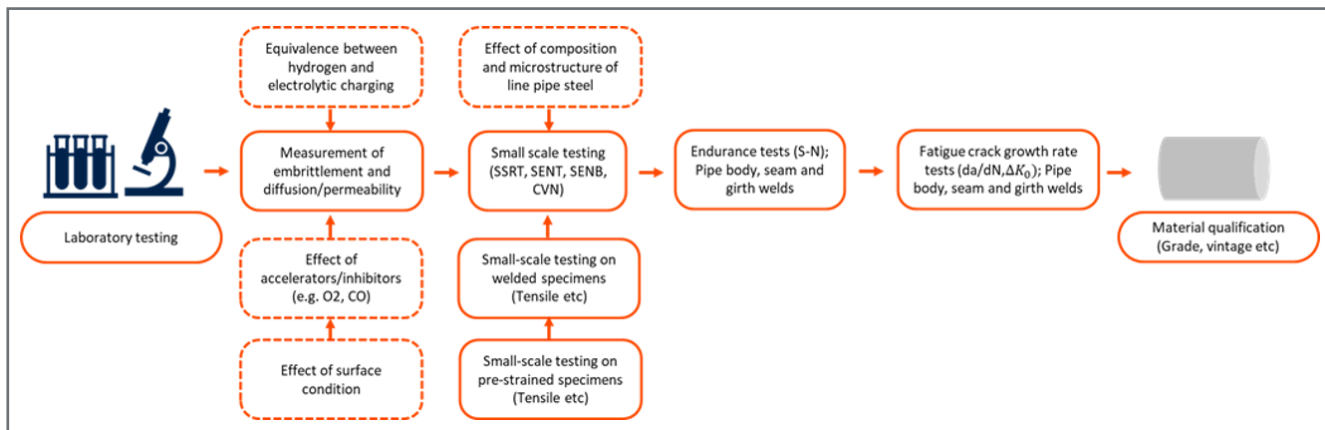 Equivalence between
hydrogen and
electrolytic charging
Effect of composition
and microstructure of
line pipe steel
Laboratory testing
Measurement of
embrittlement and
diffusion/permeability
Small scale testing
(SSRT, SENT, SENB,
CVN)
Endurance tests (S-N);
Pipe body, seam and
girth welds
Fatigue crack growth rate
tests (da/dN,ΔK₀); Pipe
body, seam and girth welds
Material qualification
(Grade, vintage etc)
Effect of
accelerators/inhibitors
(e.g. O2, CO)
Small-scale testing on
welded specimens
(Tensile etc)
Effect of surface
condition
Small-scale testing on
pre-strained specimens
(Tensile etc)